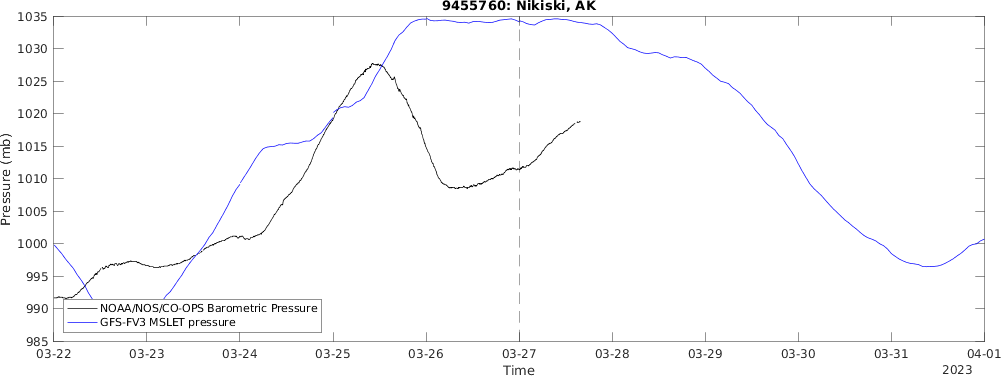 9455760: Nikiski, AK
1035
1030
1025
1020
1015
1010
1005
1000
995
990
985
Pressure (mb)
NOAA/NOS/CO-OPS Barometric Pressure
GFS-FV3 MSLET pressure
03-22 03-23 03-24 03-25 03-26 03-27 03-28 03-29 03-30 03-31 04-01
Time
2023